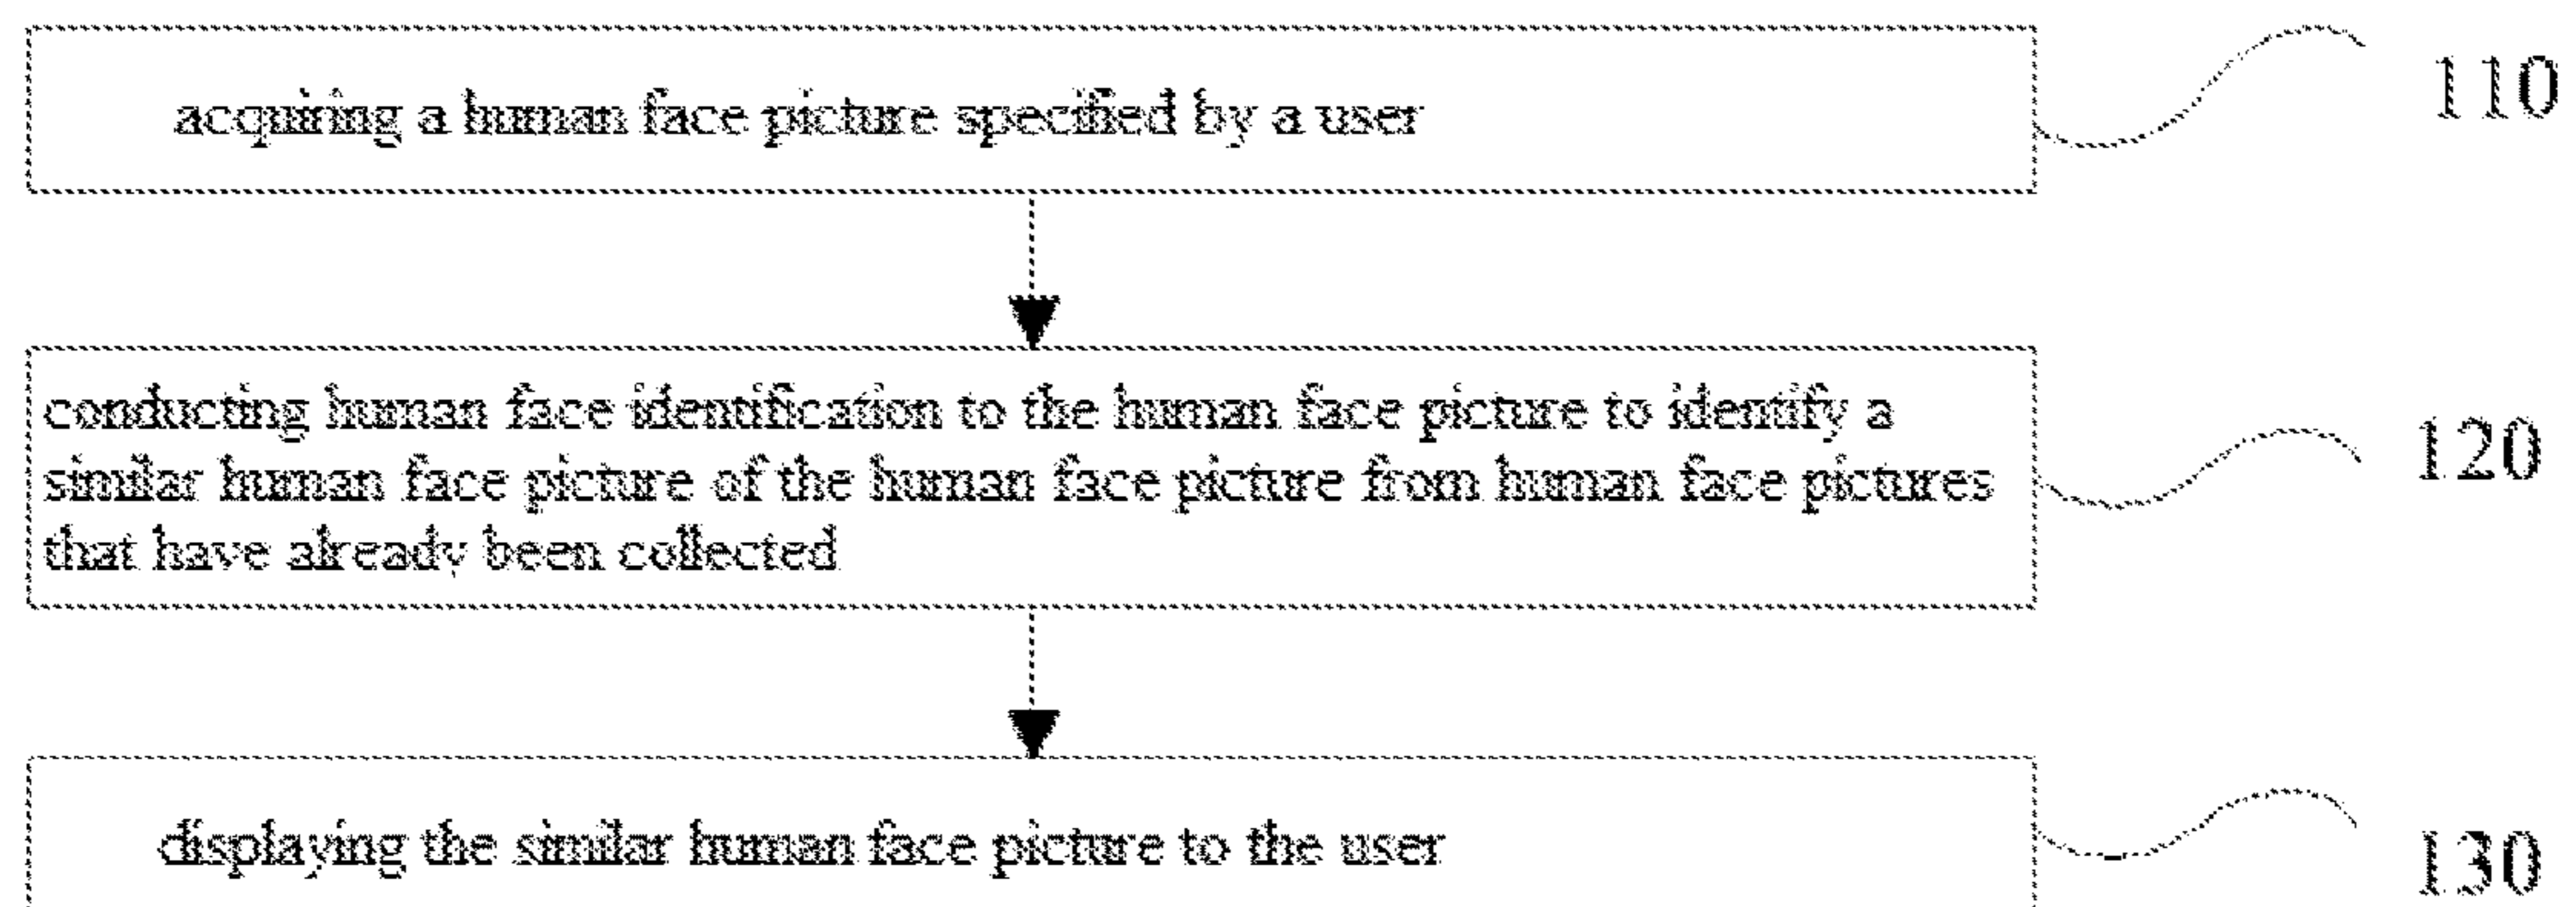 acquiring a human face picture specified by a user
110
conducting human face identification to the human face picture to identify a
similar human face picture of the human face picture from human face pictures
that have already been collected
120
displaying the similar human face picture to the user
130